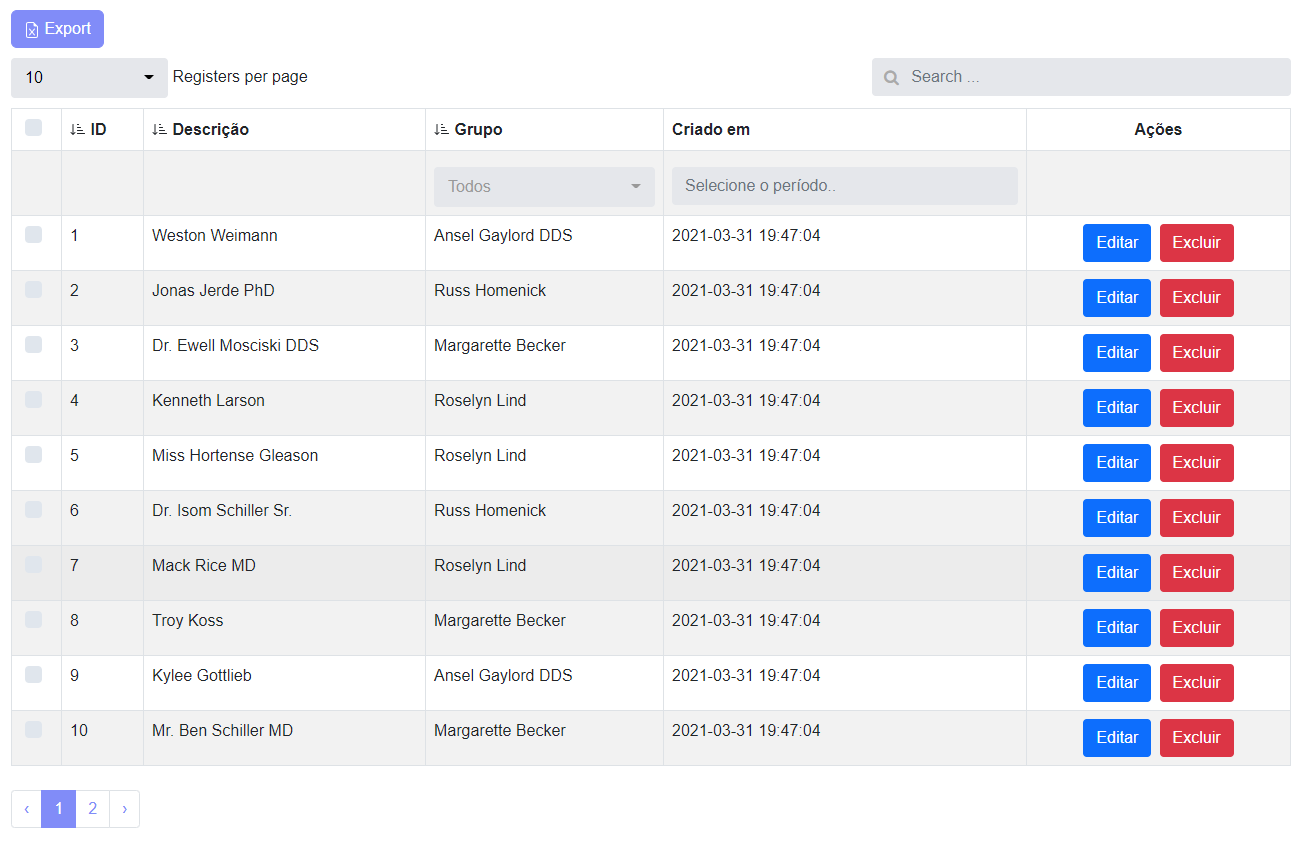 Export
10 Registers per page Search ...
ID Descrição Grupo Criado em Ações
Todos Selecione o período..
1 Weston Weimann Ansel Gaylord DDS 2021-03-31 19:47:04 Editar Excluir
2 Jonas Jerde PhD Russ Homenick 2021-03-31 19:47:04 Editar Excluir
3 Dr. Ewell Mosciski DDS Margarette Becker 2021-03-31 19:47:04 Editar Excluir
4 Kenneth Larson Roselyn Lind 2021-03-31 19:47:04 Editar Excluir
5 Miss Hortense Gleason Roselyn Lind 2021-03-31 19:47:04 Editar Excluir
6 Dr. Isom Schiller Sr. Russ Homenick 2021-03-31 19:47:04 Editar Excluir
7 Mack Rice MD Roselyn Lind 2021-03-31 19:47:04 Editar Excluir
8 Troy Koss Margarette Becker 2021-03-31 19:47:04 Editar Excluir
9 Kylee Gottlieb Ansel Gaylord DDS 2021-03-31 19:47:04 Editar Excluir
10 Mr. Ben Schiller MD Margarette Becker 2021-03-31 19:47:04 Editar Excluir
‹ 1 2 ›